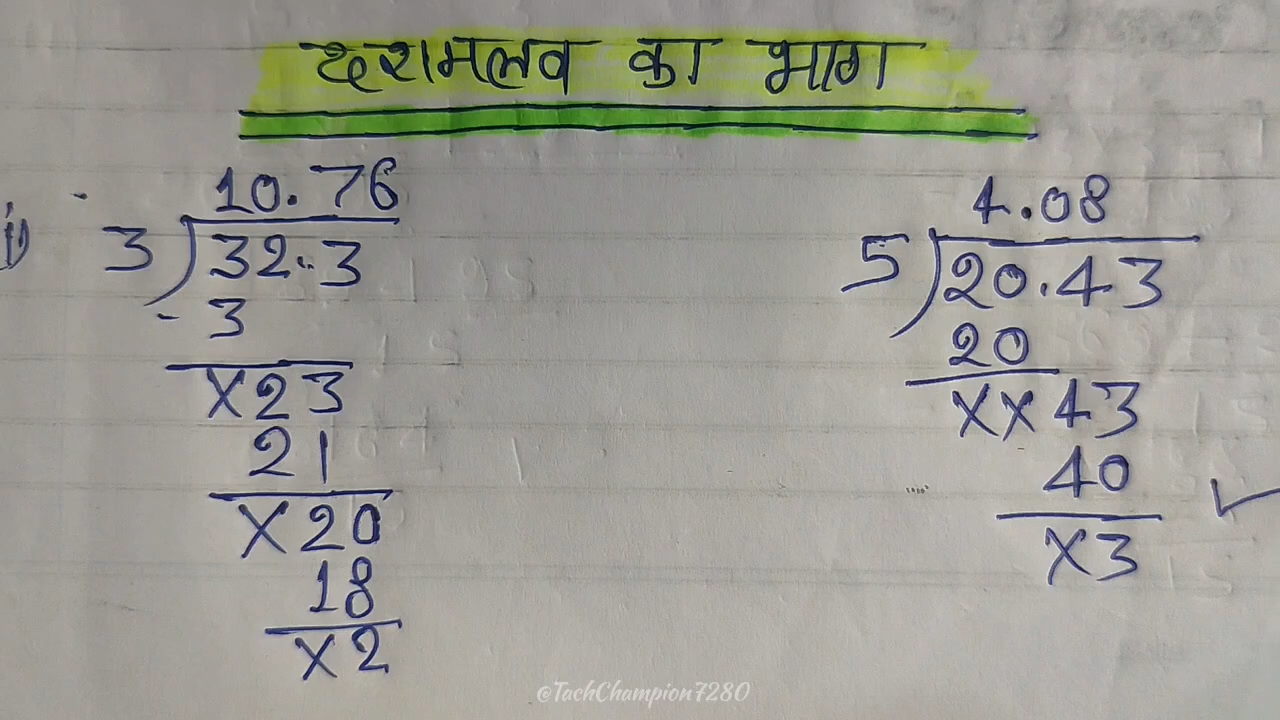 दशमलव का भाग
i)
10.76
3)32.3
- 3
x23
21
x20
18
x2
4.08
5)20.43
20
xx43
40
x3
@TachChampion7280